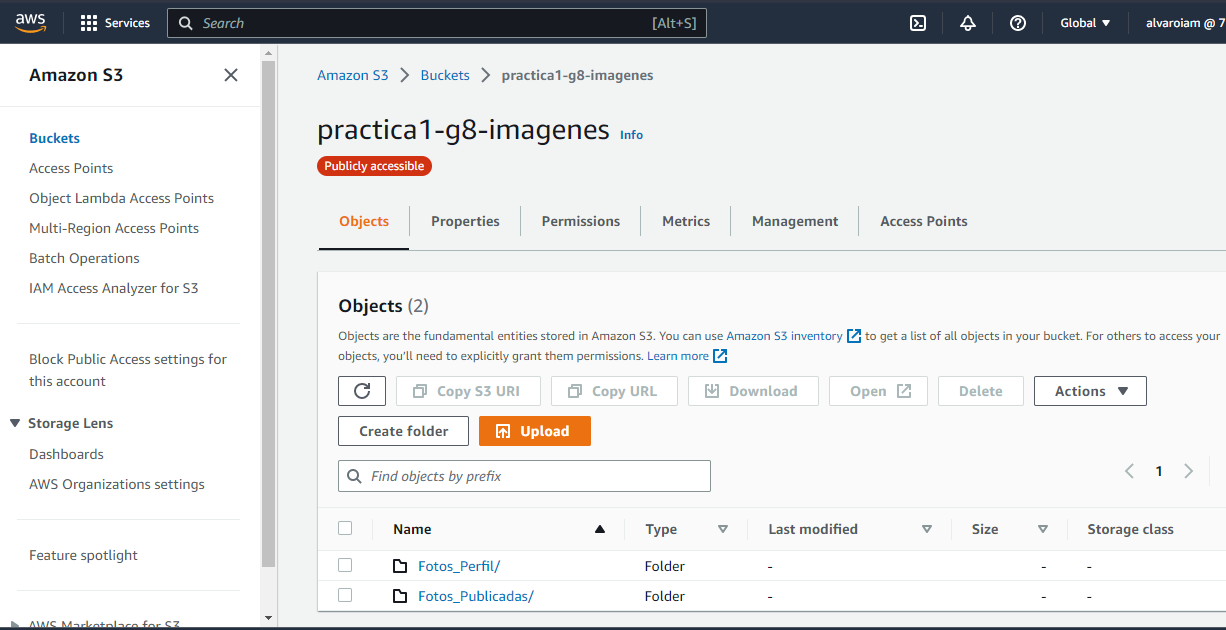 aws Services Search [Alt+S] Global alvaroiam @ 7
Amazon S3
Buckets
Access Points
Object Lambda Access Points
Multi-Region Access Points
Batch Operations
IAM Access Analyzer for S3
Block Public Access settings for
this account
Storage Lens
Dashboards
AWS Organizations settings
Feature spotlight
AWS Marketplace for S3
Amazon S3 Buckets practica1-g8-imagenes
practica1-g8-imagenes Info
Publicly accessible
Objects Properties Permissions Metrics Management Access Points
Objects (2)
Objects are the fundamental entities stored in Amazon S3. You can use Amazon S3 inventory to get a list of all objects in your bucket. For others to access your
objects, you'll need to explicitly grant them permissions. Learn more
Copy S3 URI Copy URL Download Open Delete Actions
Create folder Upload
Find objects by prefix 1
Name Type Last modified Size Storage class
Fotos_Perfil/ Folder - - -
Fotos_Publicadas/ Folder - - -